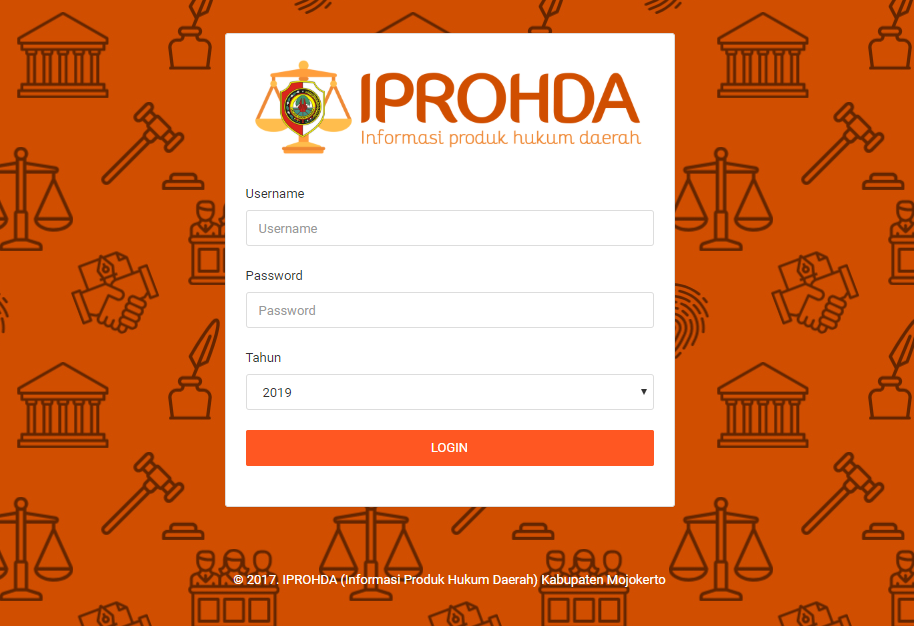 IPROHDA
Informasi produk hukum daerah
Username
Username
Password
Password
Tahun
2019
LOGIN
© 2017. IPROHDA (Informasi Produk Hukum Daerah) Kabupaten Mojokerto